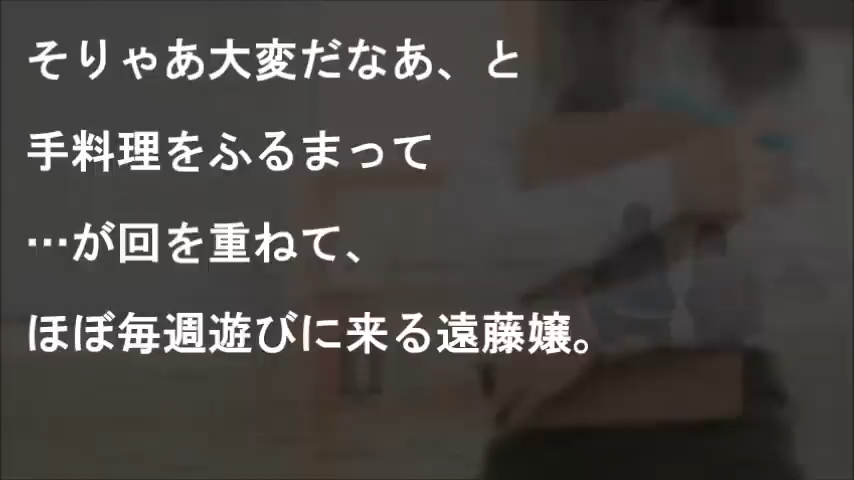 そりゃあ大変だなあ、と
手料理をふるまって
…が回を重ねて、
ほぼ毎週遊びに来る遠藤嬢。